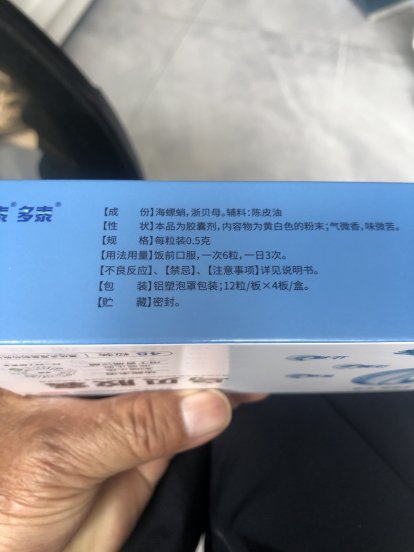 泰®多泰®
【成　份】海螵蛸，浙贝母。辅料：陈皮油
【性　状】本品为胶囊剂，内容物为黄白色的粉末；气微香，味微苦。
【规　格】每粒装0.5克
【用法用量】饭前口服，一次6粒，一日3次。
【不良反应】、【禁忌】、【注意事项】详见说明书。
【包　装】铝塑泡罩包装；12粒/板×4板/盒。
【贮　藏】密封。
贝胶囊